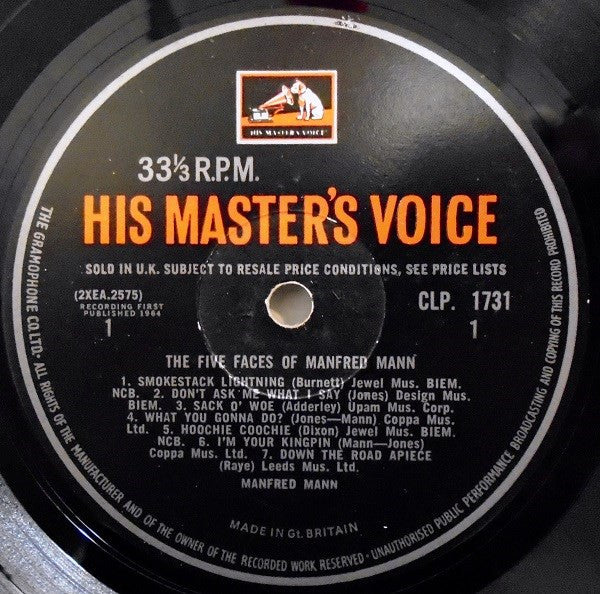 HIS MASTER'S VOICE
33⅓ R.P.M.
HIS MASTER'S VOICE
SOLD IN U.K. SUBJECT TO RESALE PRICE CONDITIONS, SEE PRICE LISTS
(2XEA.2575)
RECORDING FIRST
PUBLISHED 1964
1
CLP. 1731
1
THE FIVE FACES OF MANFRED MANN
1. SMOKESTACK LIGHTNING (Burnett) Jewel Mus. BIEM.
NCB. 2. DON'T ASK ME WHAT I SAY (Jones) Design Mus.
BIEM. 3. SACK O' WOE (Adderley) Upam Mus. Corp.
4. WHAT YOU GONNA DO? (Jones—Mann) Coppa Mus.
Ltd. 5. HOOCHIE COOCHIE (Dixon) Jewel Mus. BIEM.
NCB. 6. I'M YOUR KINGPIN (Mann—Jones)
Coppa Mus. Ltd. 7. DOWN THE ROAD APIECE
(Raye) Leeds Mus. Ltd.
MANFRED MANN
MADE IN Gt. BRITAIN
THE GRAMOPHONE CO. LTD. · ALL RIGHTS OF THE MANUFACTURER AND OF THE OWNER OF THE RECORDED WORK RESERVED · UNAUTHORISED PUBLIC PERFORMANCE BROADCASTING AND COPYING OF THIS RECORD PROHIBITED